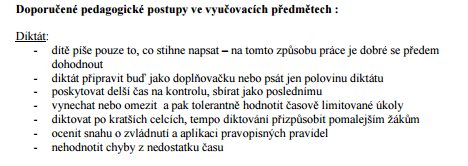 Doporučené pedagogické postupy ve vyučovacích předmětech :
Diktát:
- dítě píše pouze to, co stihne napsat – na tomto způsobu práce je dobré se předem
dohodnout
- diktát připravit buď jako doplňovačku nebo psát jen polovinu diktátu
- poskytovat delší čas na kontrolu, sbírat jako poslednímu
- vynechat nebo omezit a pak tolerantně hodnotit časově limitované úkoly
- diktovat po kratších celcích, tempo diktování přizpůsobit pomalejším žákům
- ocenit snahu o zvládnutí a aplikaci pravopisných pravidel
- nehodnotit chyby z nedostatku času